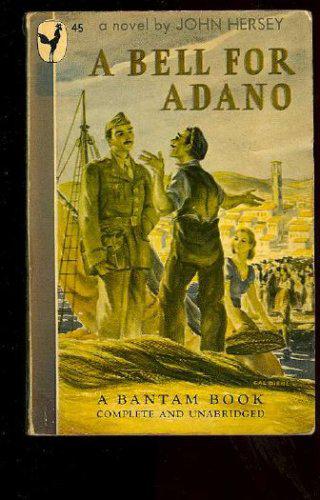 45
a novel by JOHN HERSEY
A BELL FOR
ADANO
A BANTAM BOOK
COMPLETE AND UNABRIDGED